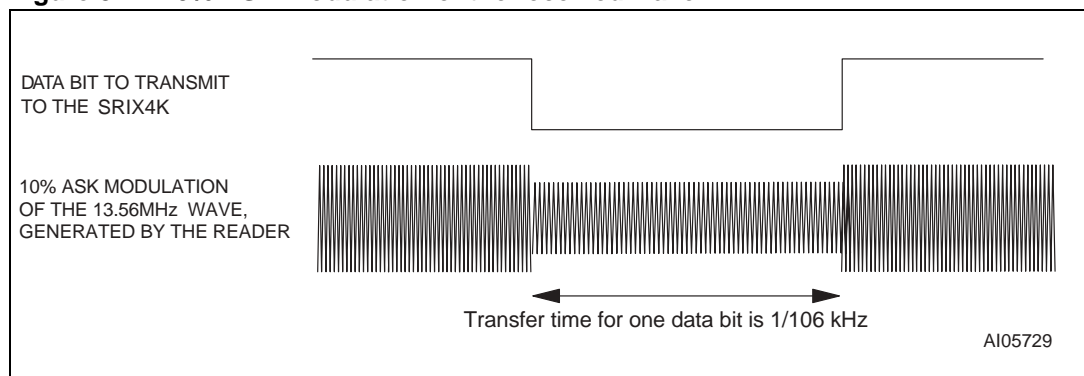 DATA BIT TO TRANSMIT
TO THE SRIX4K
10% ASK MODULATION
OF THE 13.56MHz WAVE,
GENERATED BY THE READER
Transfer time for one data bit is 1/106 kHz
AI05729